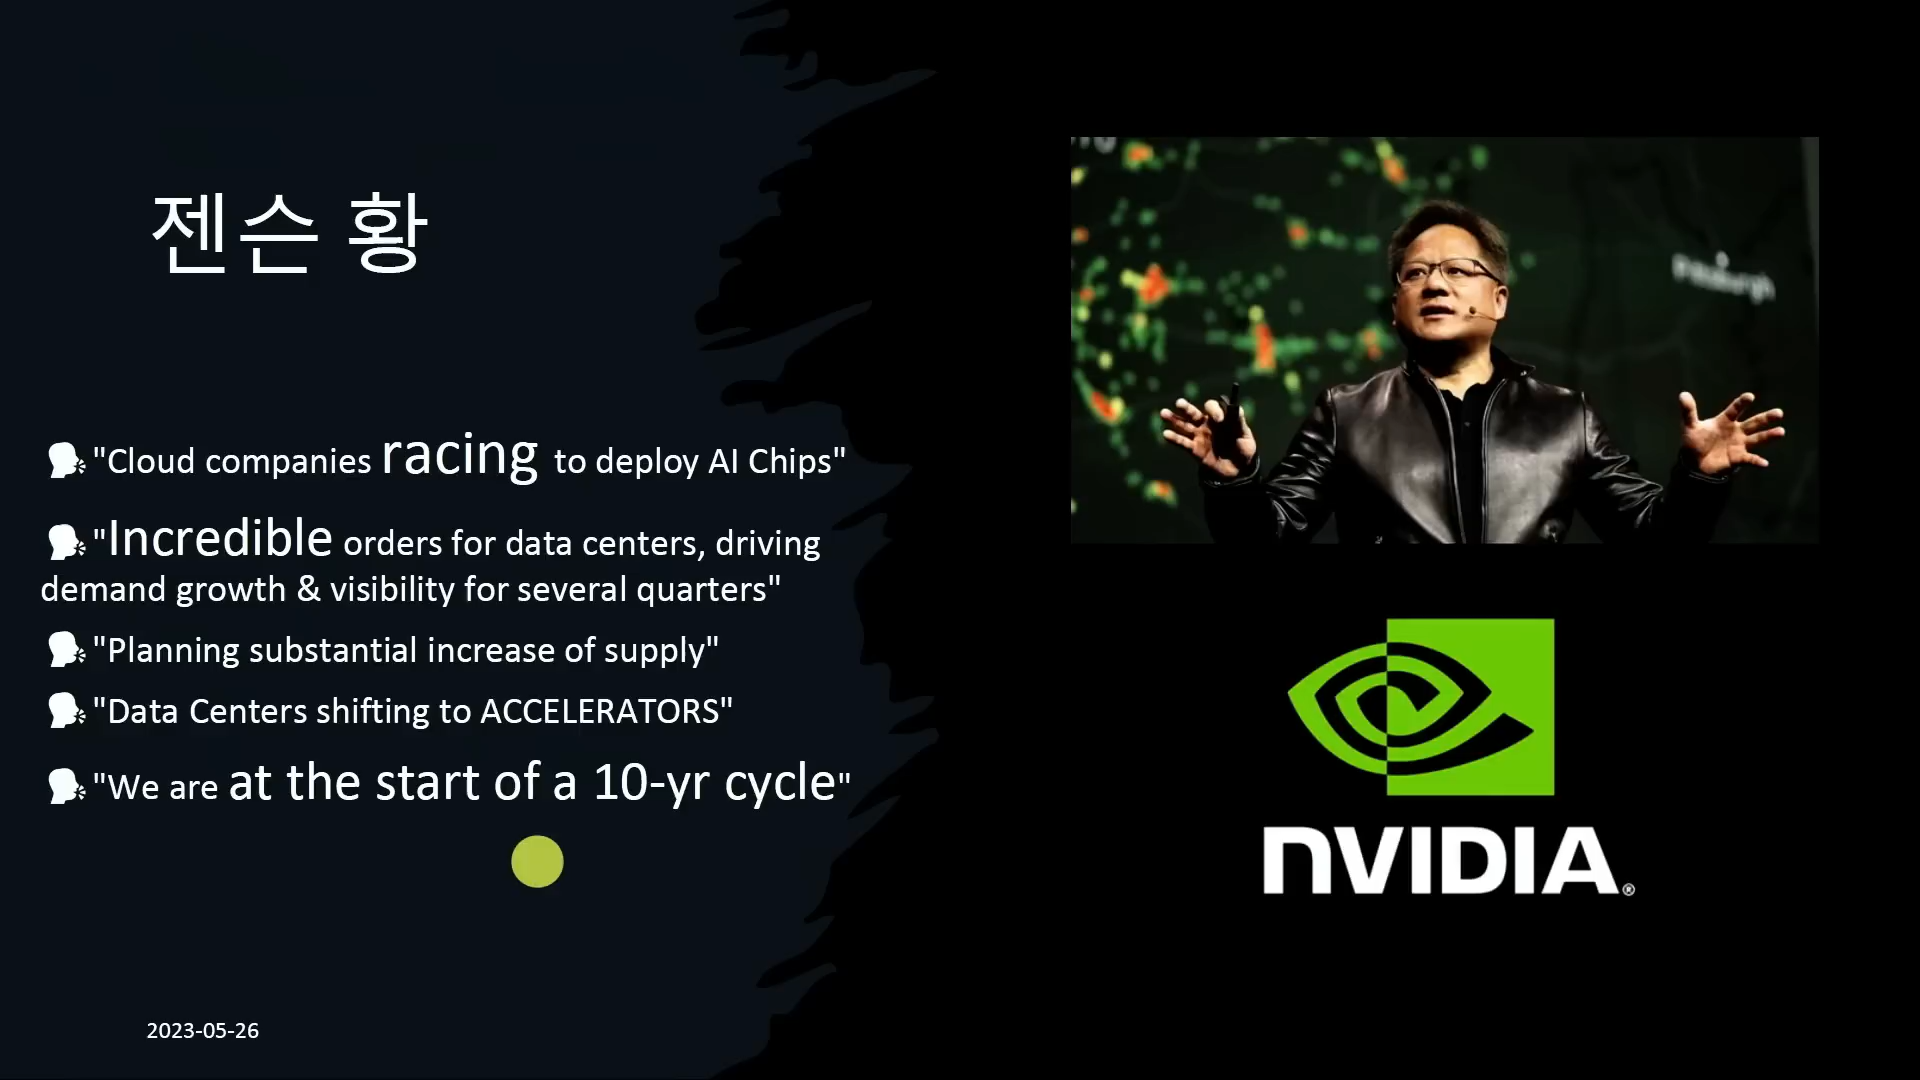 젠슨 황
"Cloud companies racing to deploy AI Chips"
"Incredible orders for data centers, driving
demand growth & visibility for several quarters"
"Planning substantial increase of supply"
"Data Centers shifting to ACCELERATORS"
"We are at the start of a 10-yr cycle"
2023-05-26
Pittsburgh
NVIDIA®